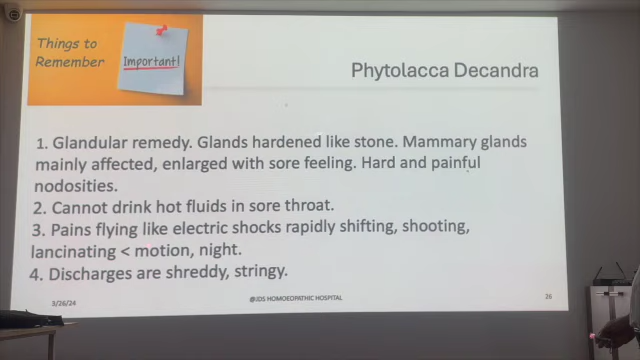 Things to
Remember
Important!
Phytolacca Decandra
1. Glandular remedy. Glands hardened like stone. Mammary glands
mainly affected, enlarged with sore feeling. Hard and painful
nodosities.
2. Cannot drink hot fluids in sore throat.
3. Pains flying like electric shocks rapidly shifting, shooting,
lancinating < motion, night.
4. Discharges are shreddy, stringy.
3/26/24
@JDS HOMOEOPATHIC HOSPITAL
26